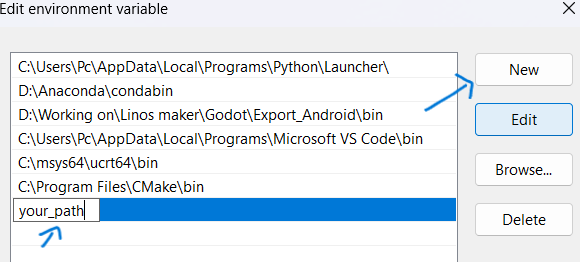 Edit environment variable
C:\Users\Pc\AppData\Local\Programs\Python\Launcher\
D:\Anaconda\condabin
D:\Working on\Linos maker\Godot\Export_Android\bin
C:\Users\Pc\AppData\Local\Programs\Microsoft VS Code\bin
C:\msys64\ucrt64\bin
C:\Program Files\CMake\bin
your_path
New
Edit
Browse...
Delete